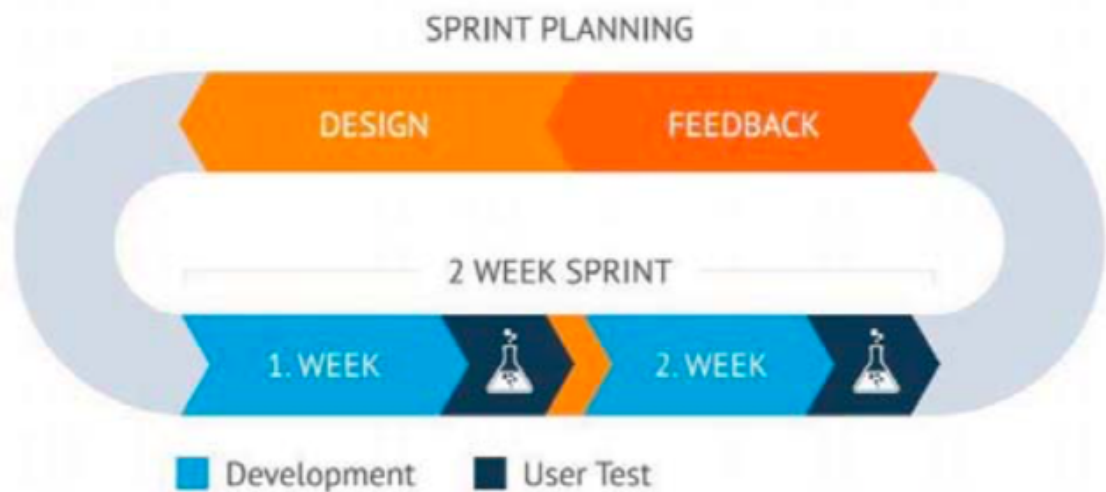 SPRINT PLANNING
DESIGN
FEEDBACK
2 WEEK SPRINT
1. WEEK
2. WEEK
Development
User Test